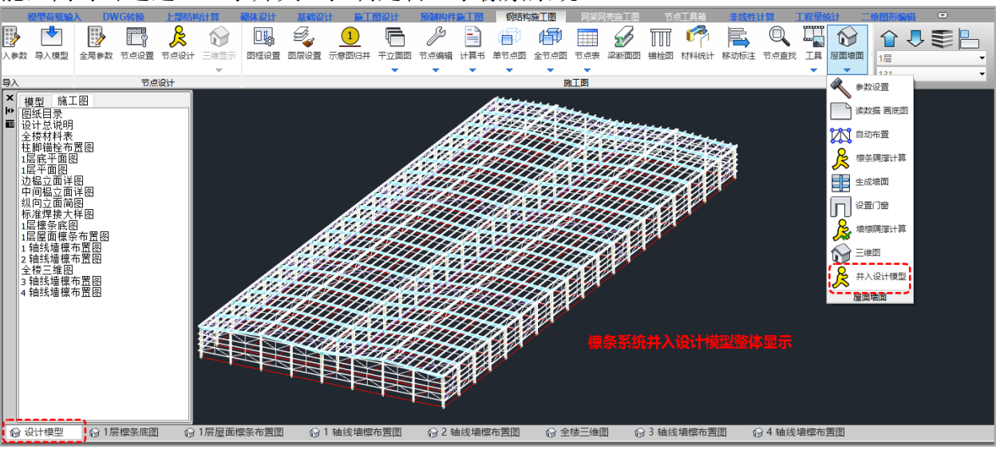 模型荷载输入 DWG转换 上部结构计算 砌体设计 基础设计 施工图设计 预制构件施工图 钢结构施工图 网架网壳施工图 节点工具箱 非线性计算 工程量统计 二维图形编辑
入参数 导入模型 全局参数 节点设置 节点设计 三维显示 图框设置 图层设置 示意图归并 平立面图 节点编辑 计算书 单节点图 全节点图 节点表 梁断面图 锚栓图 材料统计 移动标注 节点查找 工具 屋面墙面 1层
1
导入 节点设计 施工图
参数设置
读数据 画底图
自动布置
檩条隅撑计算
生成墙面
设置门窗
墙檩隅撑计算
三维图
并入设计模型
屋面墙面
模型 施工图
图纸目录
设计总说明
全楼材料表
柱脚锚栓布置图
1层底平面图
1层平面图
边榀立面详图
中间榀立面详图
纵向立面简图
标准焊接大样图
1层檩条底图
1层屋面檩条布置图
1 轴线墙檩布置图
2 轴线墙檩布置图
全楼三维图
3 轴线墙檩布置图
4 轴线墙檩布置图
檩条系统并入设计模型整体显示
设计模型 1层檩条底图 1层屋面檩条布置图 1 轴线墙檩布置图 2 轴线墙檩布置图 全楼三维图 3 轴线墙檩布置图 4 轴线墙檩布置图